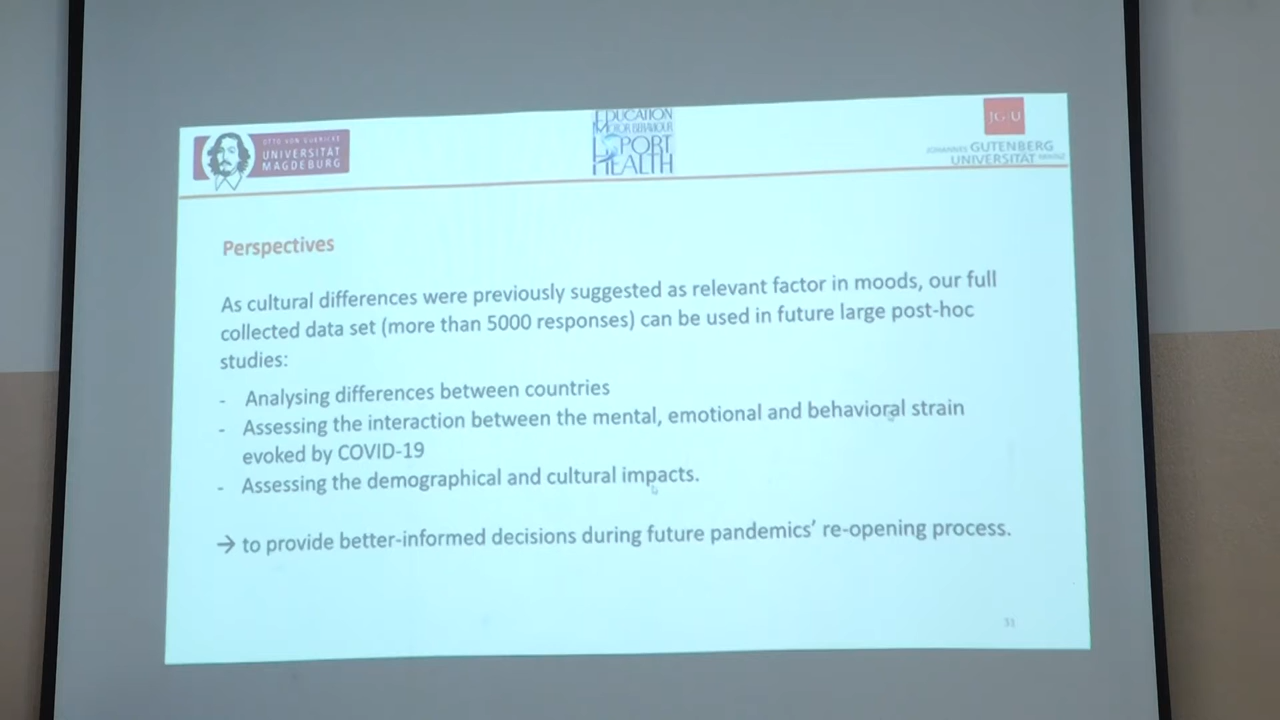 OTTO VON GUERICKE
UNIVERSITÄT
MAGDEBURG
EDUCATION
MOTOR BEHAVIOUR
SPORT
HEALTH
JGU
JOHANNES GUTENBERG
UNIVERSITÄT MAINZ
Perspectives
As cultural differences were previously suggested as relevant factor in moods, our full
collected data set (more than 5000 responses) can be used in future large post-hoc
studies:
- Analysing differences between countries
- Assessing the interaction between the mental, emotional and behavioral strain
evoked by COVID-19
- Assessing the demographical and cultural impacts.
→ to provide better-informed decisions during future pandemics’ re-opening process.
31